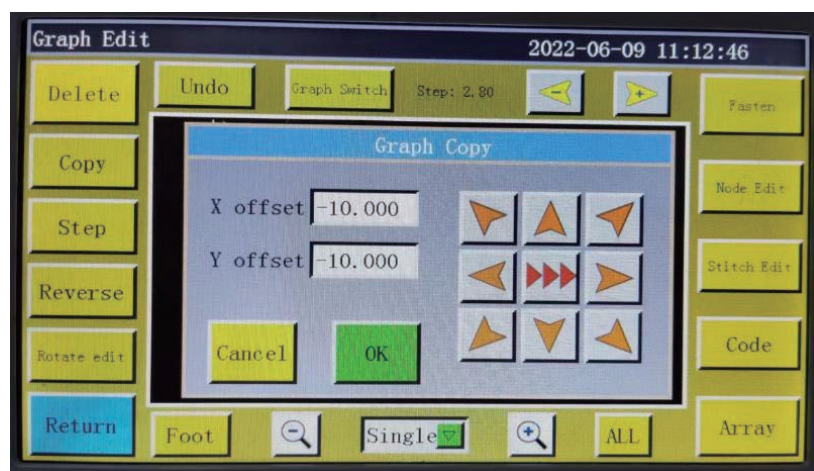 Graph Edit
2022-06-09 11:12:46
Delete
Undo
Graph Switch
Step: 2.80
-
+
Fasten
Graph Copy
Copy
X offset -10.000
Node Edit
Step
Y offset -10.000
Stitch Edit
Reverse
Cancel
OK
Code
Rotate edit
Return
Foot
Single
ALL
Array